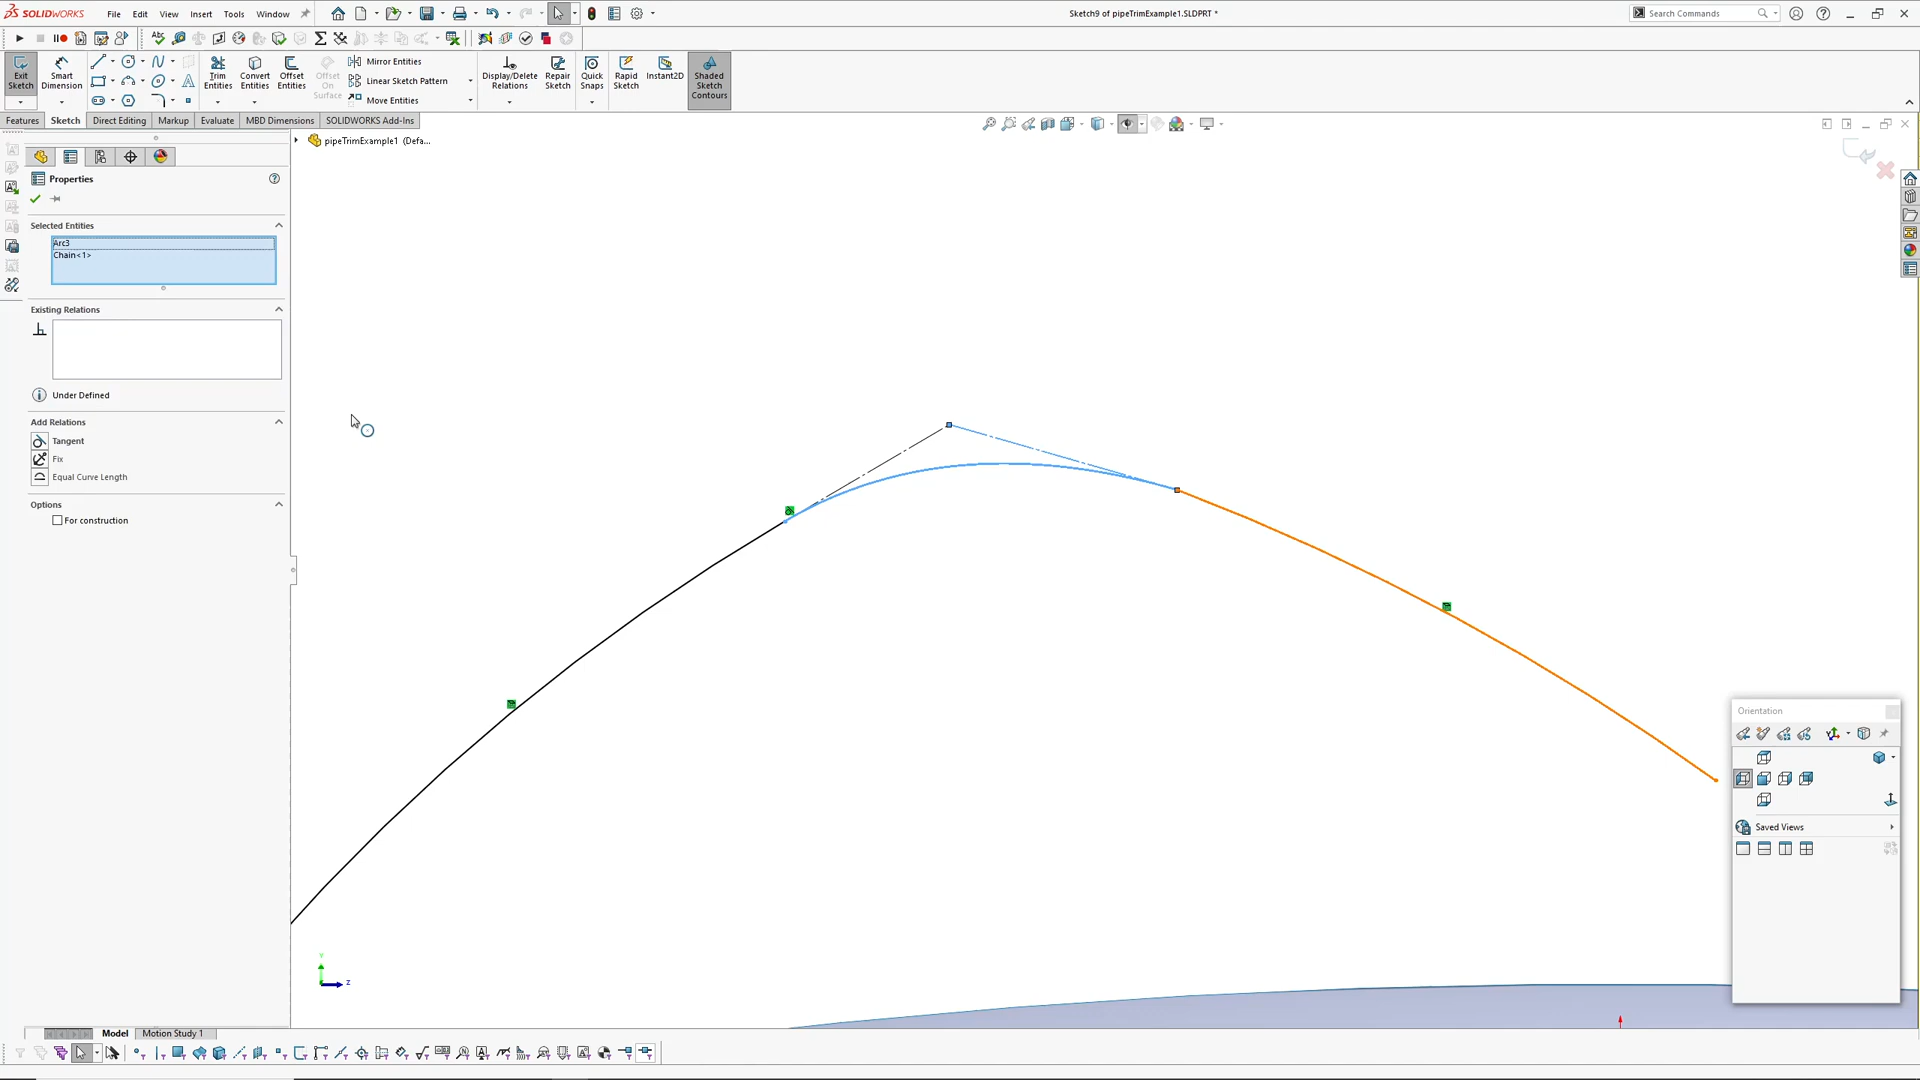 SOLIDWORKS
File Edit View Insert Tools Window
Sketch9 of pipeTrimExample1.SLDPRT *
Search Commands
Exit Sketch
Smart Dimension
Trim Entities
Convert Entities
Offset Entities
Offset On Surface
Mirror Entities
Linear Sketch Pattern
Move Entities
Display/Delete Relations
Repair Sketch
Quick Snaps
Rapid Sketch
Instant2D
Shaded Sketch Contours
Features Sketch Direct Editing Markup Evaluate MBD Dimensions SOLIDWORKS Add-Ins
pipeTrimExample1 (Defa...
Properties
Selected Entities
Arc3
Chain<1>
Existing Relations
Under Defined
Add Relations
Tangent
Fix
Equal Curve Length
Options
For construction
Orientation
Saved Views
Y
Z
Model Motion Study 1